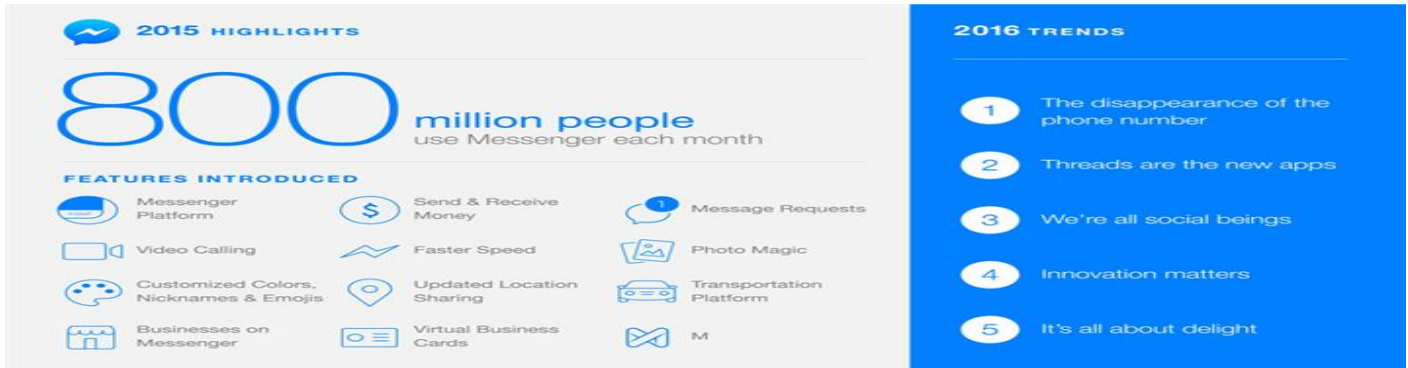 2015 HIGHLIGHTS
800
million people
use Messenger each month
FEATURES INTRODUCED
Messenger
Platform
Send & Receive
Money
1
Message Requests
Video Calling
Faster Speed
Photo Magic
Customized Colors,
Nicknames & Emojis
Updated Location
Sharing
Transportation
Platform
Businesses on
Messenger
Virtual Business
Cards
M
2016 TRENDS
1 The disappearance of the
phone number
2 Threads are the new apps
3 We're all social beings
4 Innovation matters
5 It's all about delight